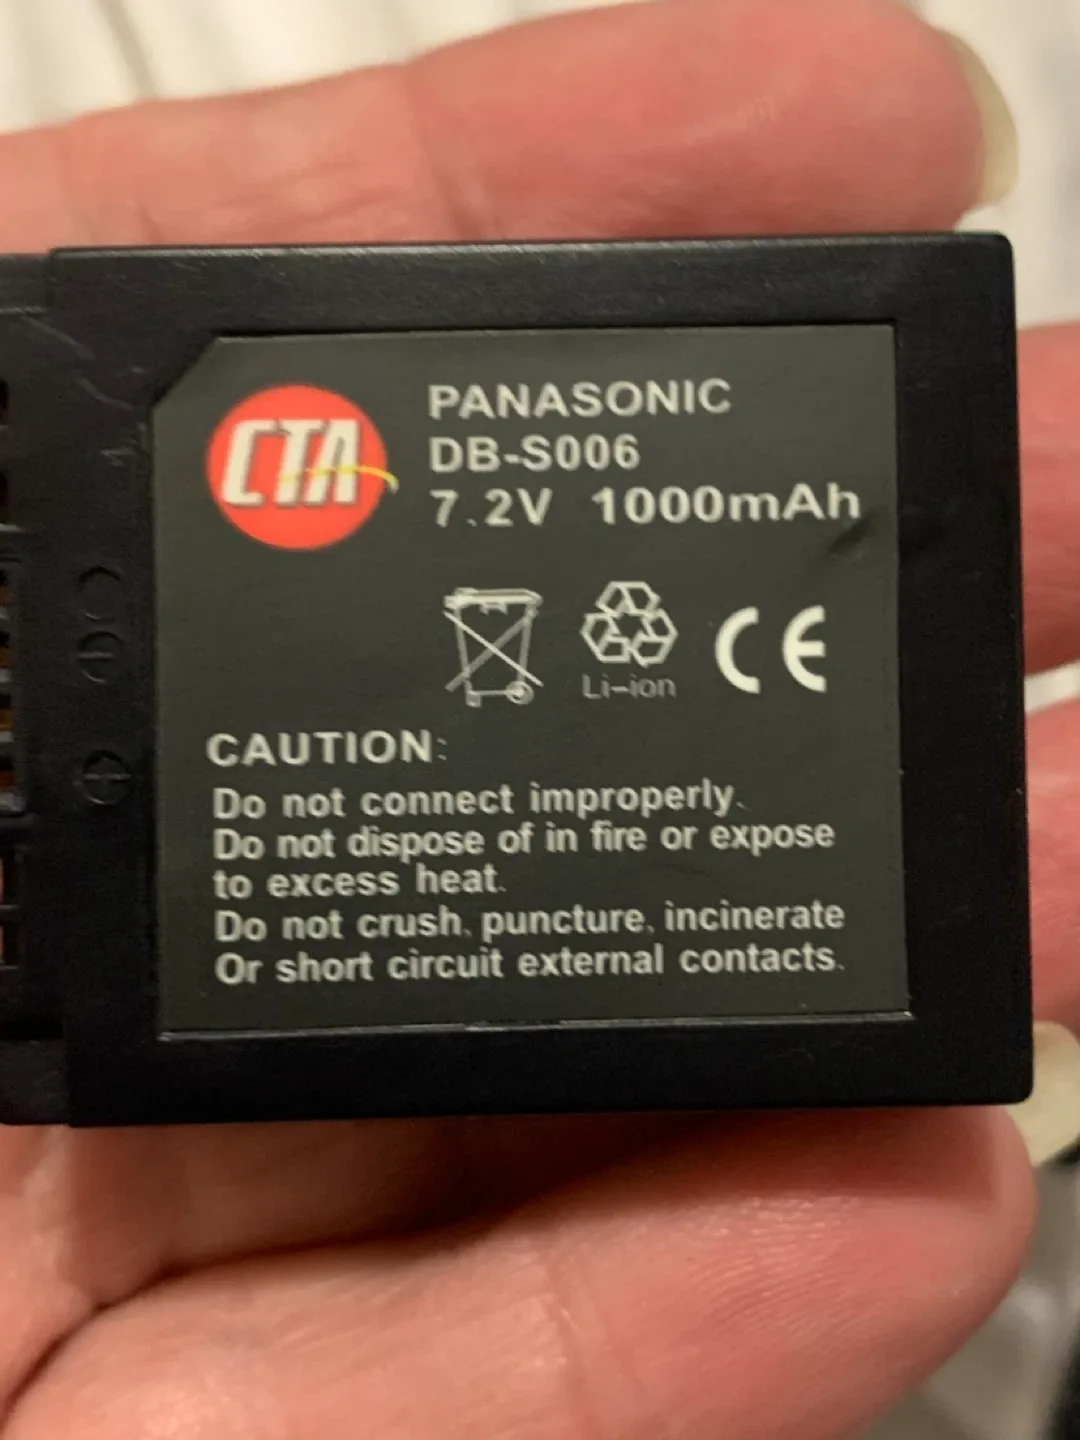 CTA
PANASONIC
DB-S006
7.2V 1000mAh
Li-ion
CE
CAUTION:
Do not connect improperly.
Do not dispose of in fire or expose
to excess heat.
Do not crush, puncture, incinerate
Or short circuit external contacts.